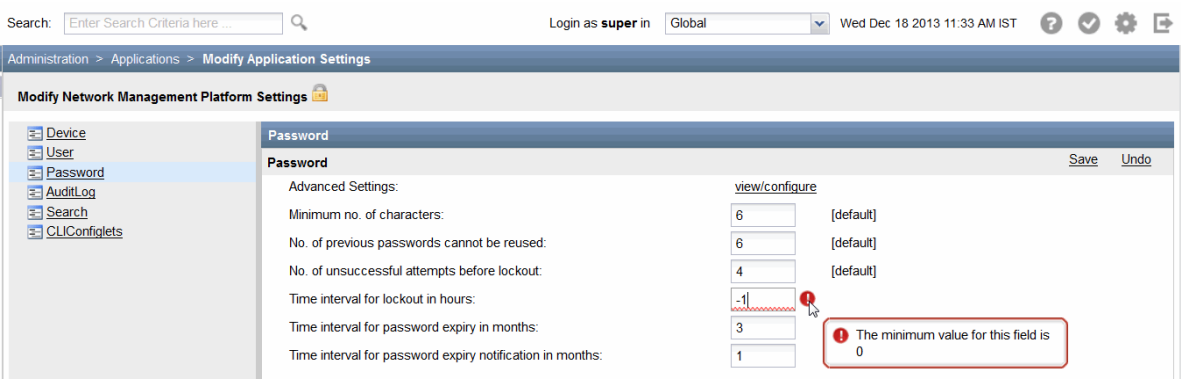 Search: Enter Search Criteria here ... Login as super in Global Wed Dec 18 2013 11:33 AM IST
Administration > Applications > Modify Application Settings
Modify Network Management Platform Settings
Device
User
Password
AuditLog
Search
CLIConfiglets
Password
Password Save Undo
Advanced Settings: view/configure
Minimum no. of characters: 6 [default]
No. of previous passwords cannot be reused: 6 [default]
No. of unsuccessful attempts before lockout: 4 [default]
Time interval for lockout in hours: -1
Time interval for password expiry in months: 3
Time interval for password expiry notification in months: 1
The minimum value for this field is
0